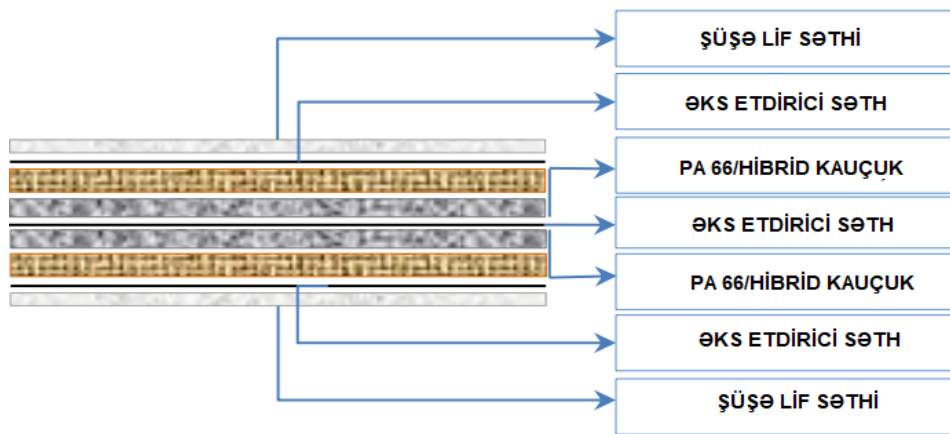 ŞÜŞƏ LİF SƏTHİ
ƏKS ETDİRİCİ SƏTH
PA 66/HİBRİD KAUÇUK
ƏKS ETDİRİCİ SƏTH
PA 66/HİBRİD KAUÇUK
ƏKS ETDİRİCİ SƏTH
ŞÜŞƏ LİF SƏTHİ